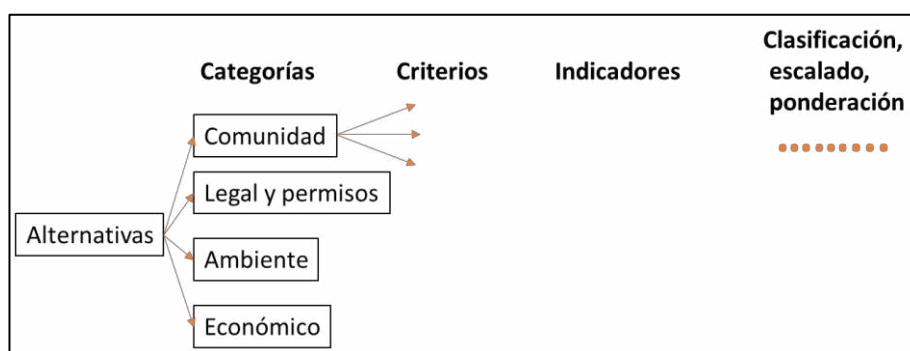 Categorías
Criterios
Indicadores
Clasificación,
escalado,
ponderación
Comunidad
Legal y permisos
Alternativas
Ambiente
Económico